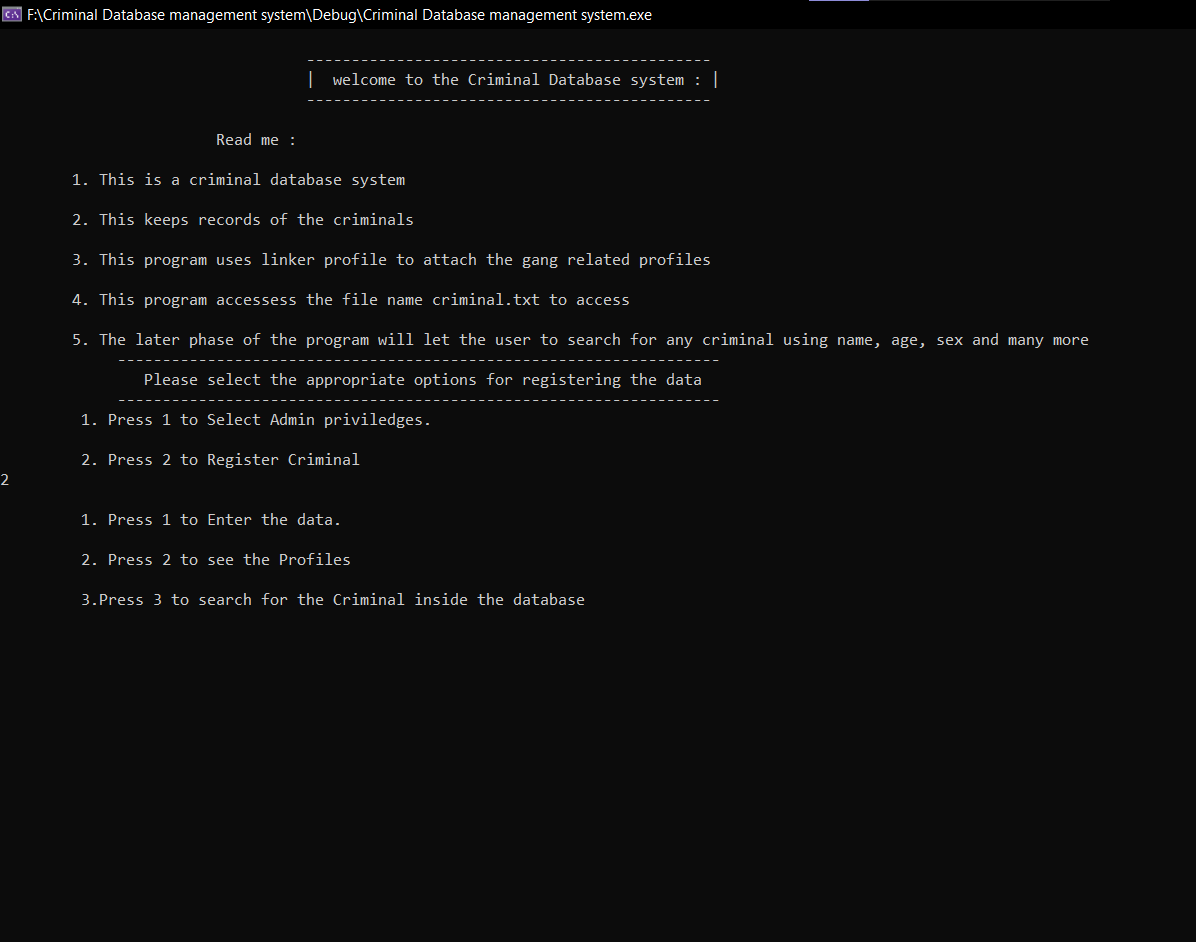 F:\Criminal Database management system\Debug\Criminal Database management system.exe
---------------------------------------------
| welcome to the Criminal Database system : |
---------------------------------------------
Read me :
1. This is a criminal database system
2. This keeps records of the criminals
3. This program uses linker profile to attach the gang related profiles
4. This program accessess the file name criminal.txt to access
5. The later phase of the program will let the user to search for any criminal using name, age, sex and many more
-------------------------------------------------------------------
Please select the appropriate options for registering the data
-------------------------------------------------------------------
1. Press 1 to Select Admin priviledges.
2. Press 2 to Register Criminal
2
1. Press 1 to Enter the data.
2. Press 2 to see the Profiles
3.Press 3 to search for the Criminal inside the database